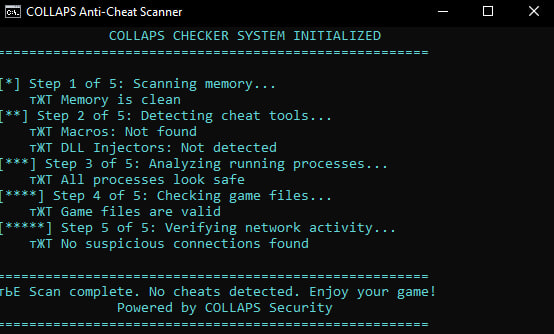 COLLAPS Anti-Cheat Scanner
COLLAPS CHECKER SYSTEM INITIALIZED
======================================================
[*] Step 1 of 5: Scanning memory...
тЖТ Memory is clean
[**] Step 2 of 5: Detecting cheat tools...
тЖТ Macros: Not found
тЖТ DLL Injectors: Not detected
[***] Step 3 of 5: Analyzing running processes...
тЖТ All processes look safe
[****] Step 4 of 5: Checking game files...
тЖТ Game files are valid
[*****] Step 5 of 5: Verifying network activity...
тЖТ No suspicious connections found
======================================================
тЬЕ Scan complete. No cheats detected. Enjoy your game!
Powered by COLLAPS Security
======================================================